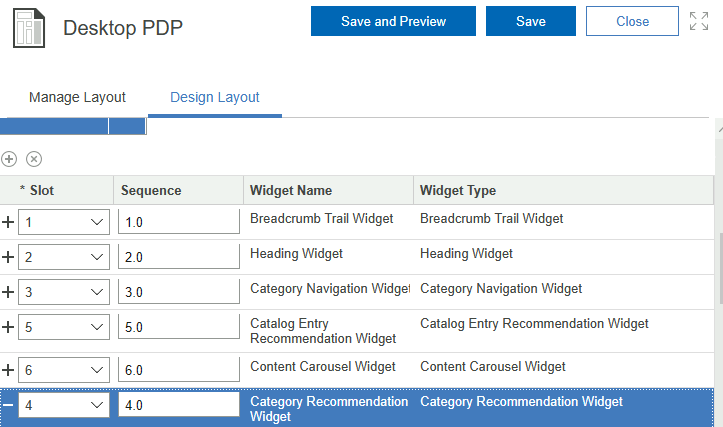 Desktop PDP
Save and Preview
Save
Close
Manage Layout
Design Layout
* Slot Sequence Widget Name Widget Type
1 1.0 Breadcrumb Trail Widget Breadcrumb Trail Widget
2 2.0 Heading Widget Heading Widget
3 3.0 Category Navigation Widget Category Navigation Widget
5 5.0 Catalog Entry Catalog Entry Recommendation Widget
Recommendation Widget
6 6.0 Content Carousel Widget Content Carousel Widget
4 4.0 Category Recommendation Category Recommendation Widget
Widget